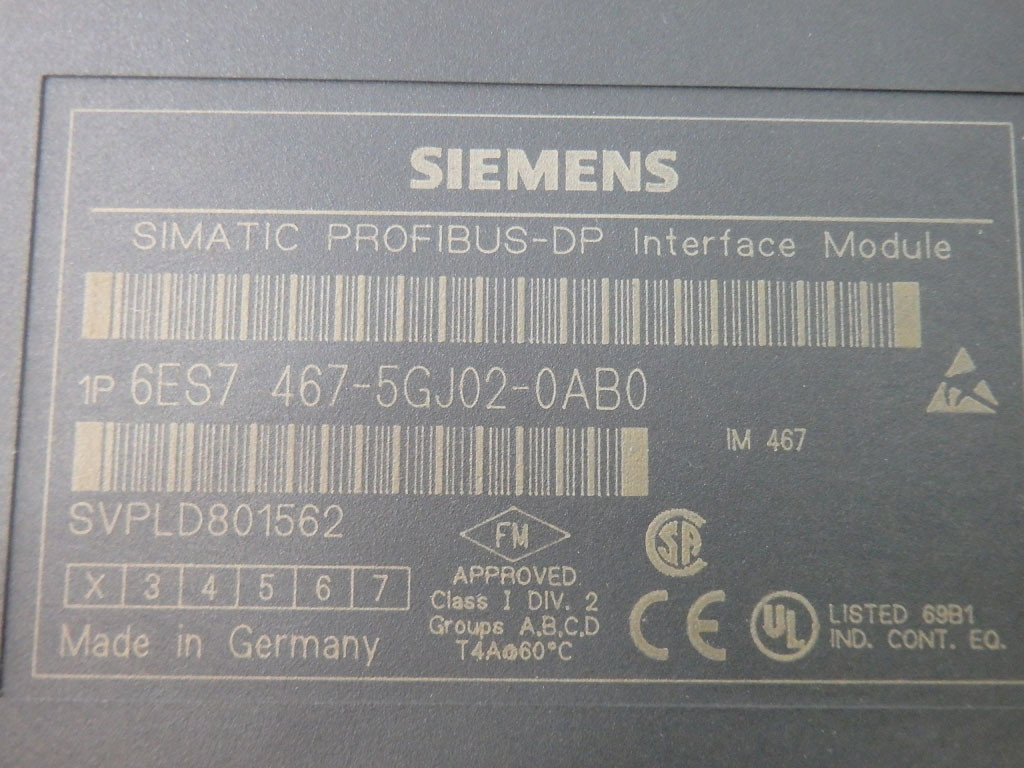 SIEMENS
SIMATIC PROFIBUS-DP Interface Module
1P 6ES7 467-5GJ02-0AB0
IM 467
SVPLD801562
X 3 4 5 6 7
Made in Germany
FM
APPROVED
Class I DIV. 2
Groups A,B,C,D
T4A@60°C
SA
CE
UL
LISTED 69B1
IND. CONT. EQ.